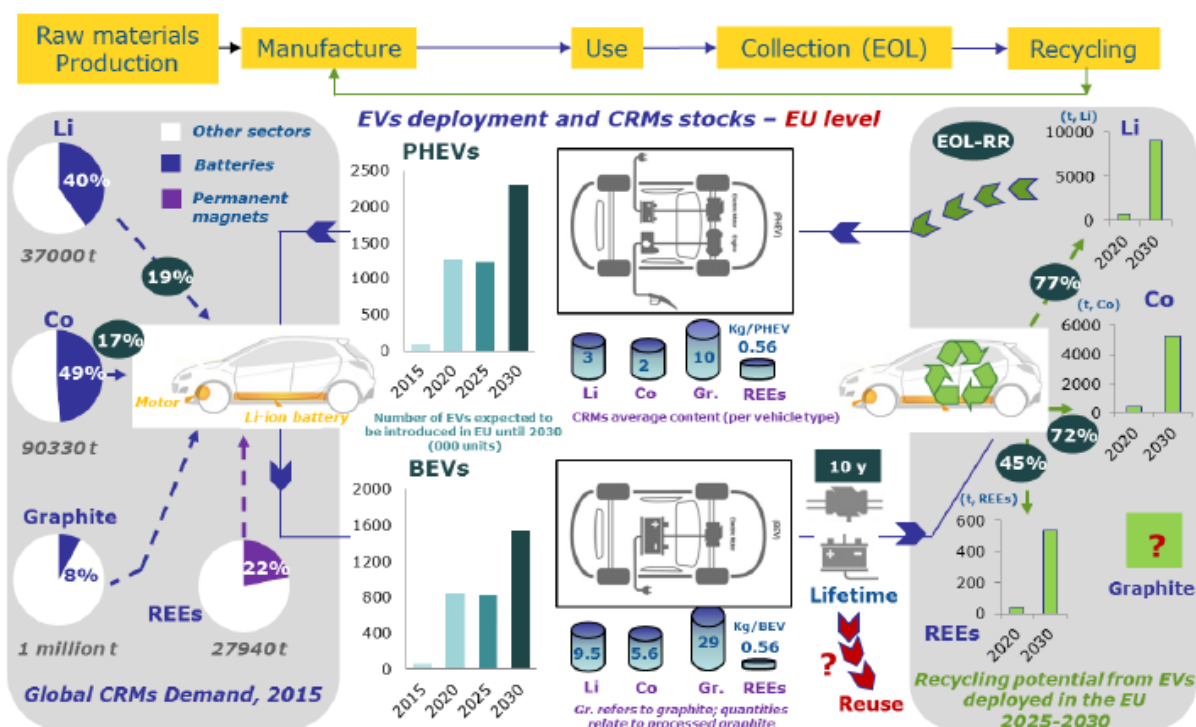 Raw materials
Production
Manufacture
Use
Collection (EOL)
Recycling
EVs deployment and CRMs stocks – EU level
Li
40%
37000 t
Other sectors
Batteries
Permanent
magnets
19%
Co
49%
17%
90330 t
Motor
Li-ion battery
Graphite
8%
1 million t
REEs
22%
27940 t
Global CRMs Demand, 2015
PHEVs
2500
2000
1500
1000
500
0
2015
2020
2025
2030
Number of EVs expected to
be introduced in EU until 2030
(000 units)
BEVs
2000
1600
1200
800
400
0
2015
2020
2025
2030
Electric Motor
Engine
(PHEV)
3
2
10
Kg/PHEV
0.56
Li
Co
Gr.
REEs
CRMs average content (per vehicle type)
Electric Motor
(BEV)
9.5
5.6
29
Kg/BEV
0.56
Li
Co
Gr.
REEs
Gr. refers to graphite; quantities
relate to processed graphite
10 y
Lifetime
?
Reuse
EOL-RR
(t, Li)
Li
10000
5000
0
2020
2030
77%
(t, Co)
Co
6000
4000
2000
0
2020
2030
72%
45%
(t, REEs)
600
400
200
0
2020
2030
REEs
?
Graphite
Recycling potential from EVs
deployed in the EU
2025-2030